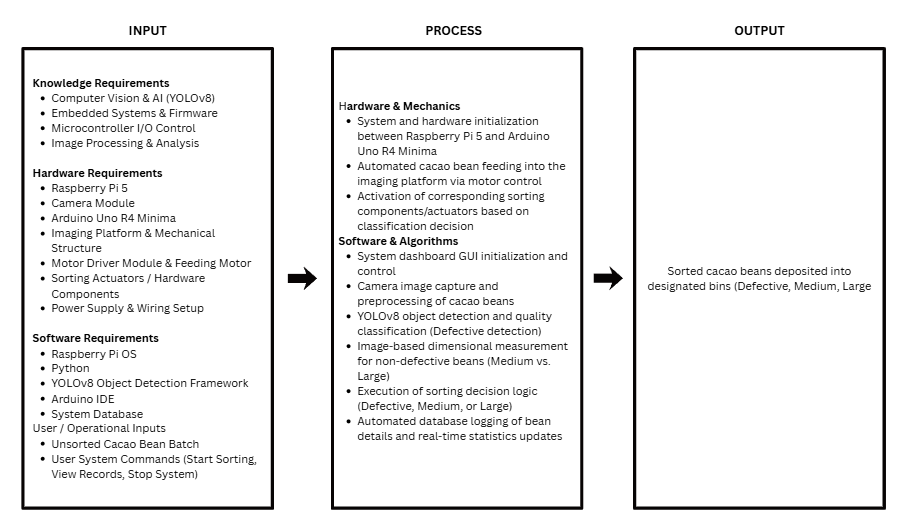 INPUT
Knowledge Requirements
• Computer Vision & AI (YOLOv8)
• Embedded Systems & Firmware
• Microcontroller I/O Control
• Image Processing & Analysis
Hardware Requirements
• Raspberry Pi 5
• Camera Module
• Arduino Uno R4 Minima
• Imaging Platform & Mechanical
Structure
• Motor Driver Module & Feeding Motor
• Sorting Actuators / Hardware
Components
• Power Supply & Wiring Setup
Software Requirements
• Raspberry Pi OS
• Python
• YOLOv8 Object Detection Framework
• Arduino IDE
• System Database
User / Operational Inputs
• Unsorted Cacao Bean Batch
• User System Commands (Start Sorting,
View Records, Stop System)
PROCESS
Hardware & Mechanics
• System and hardware initialization
between Raspberry Pi 5 and Arduino
Uno R4 Minima
• Automated cacao bean feeding into the
imaging platform via motor control
• Activation of corresponding sorting
components/actuators based on
classification decision
Software & Algorithms
• System dashboard GUI initialization and
control
• Camera image capture and
preprocessing of cacao beans
• YOLOv8 object detection and quality
classification (Defective detection)
• Image-based dimensional measurement
for non-defective beans (Medium vs.
Large)
• Execution of sorting decision logic
(Defective, Medium, or Large)
• Automated database logging of bean
details and real-time statistics updates
OUTPUT
Sorted cacao beans deposited into
designated bins (Defective, Medium, Large